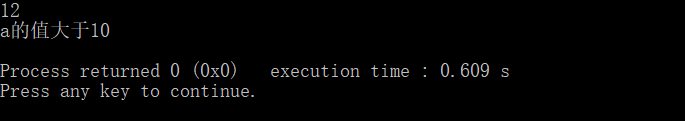 12
a的值大于10
Process returned 0 (0x0)   execution time : 0.609 s
Press any key to continue.